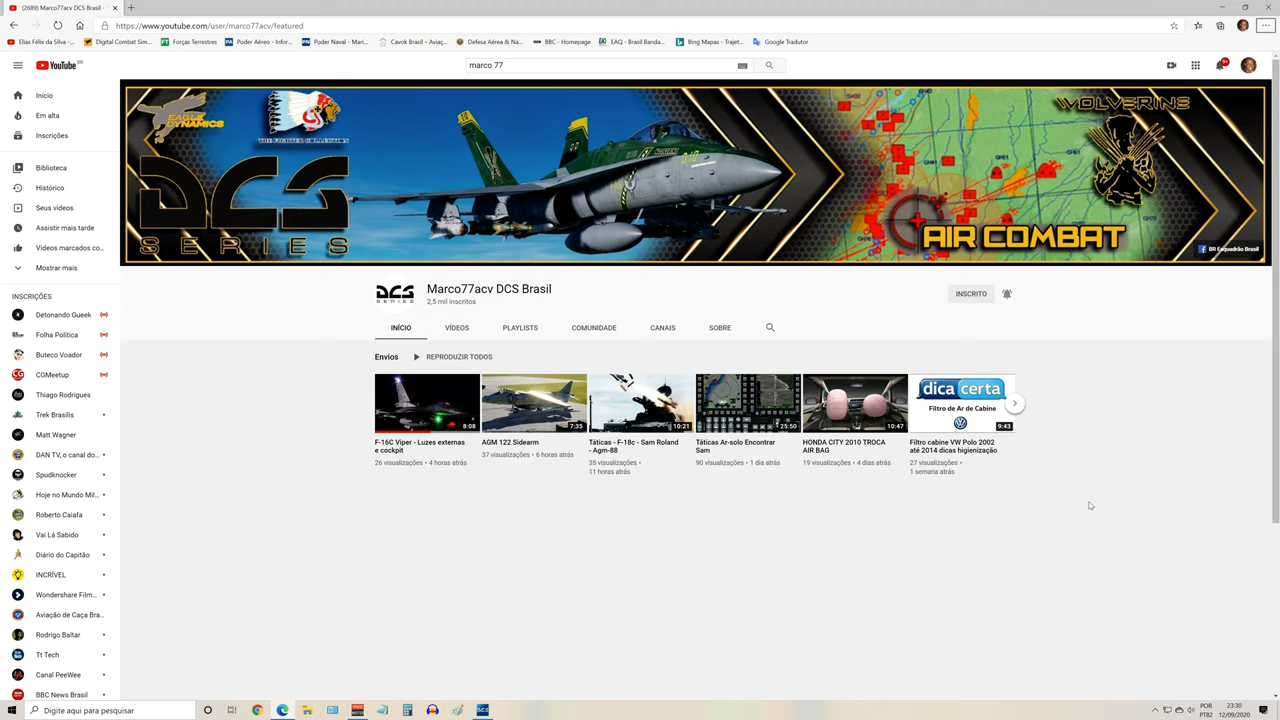 (2689) Marco77acv DCS Brasil -
https://www.youtube.com/user/marco77acv/featured
Elias Félix da Silva -...
Digital Combat Sim...
Forças Terrestres
Poder Aéreo - Infor...
Poder Naval - Mari...
Cavok Brasil – Aviaç...
Defesa Aérea & Na...
BBC - Homepage
EAQ - Brasil Banda...
Bing Mapas - Trajet...
Google Tradutor
YouTube BR
marco 77
9+
Início
Em alta
Inscrições
Biblioteca
Histórico
Seus vídeos
Assistir mais tarde
Vídeos marcados co...
Mostrar mais
INSCRIÇÕES
Detonando Gueek
Folha Política
Buteco Voador
CGMeetup
Thiago Rodrigues
Trek Brasilis
Matt Wagner
DAN TV, o canal do...
Spudknocker
Hoje no Mundo Mil...
Roberto Caiafa
Vai Lá Sabido
Diário do Capitão
INCRÍVEL
Wondershare Film...
Aviação de Caça Bra...
Rodrigo Baltar
Tt Tech
Canal PeeWee
BBC News Brasil
EAGLE
DYNAMICS
THE FIGHTER COLLECTION
DCS
SERIES
WOLVERINE
AIR COMBAT
BR Esquadrão Brasil
DCS
SERIES
Marco77acv DCS Brasil
2,5 mil inscritos
INSCRITO
INÍCIO
VÍDEOS
PLAYLISTS
COMUNIDADE
CANAIS
SOBRE
Envios
REPRODUZIR TODOS
8:08
F-16C Viper - Luzes externas
e cockpit
26 visualizações • 4 horas atrás
7:35
AGM 122 Sidearm
37 visualizações • 6 horas atrás
10:21
Táticas - F-18c - Sam Roland
- Agm-88
35 visualizações •
11 horas atrás
25:50
Táticas Ar-solo Encontrar
Sam
90 visualizações • 1 dia atrás
10:47
HONDA CITY 2010 TROCA
AIR BAG
19 visualizações • 4 dias atrás
dica certa
Filtro de Ar de Cabine
9:43
Filtro cabine VW Polo 2002
até 2014 dicas higienização
27 visualizações •
1 semana atrás
Digite aqui para pesquisar
POR
PTB2
23:30
12/09/2020